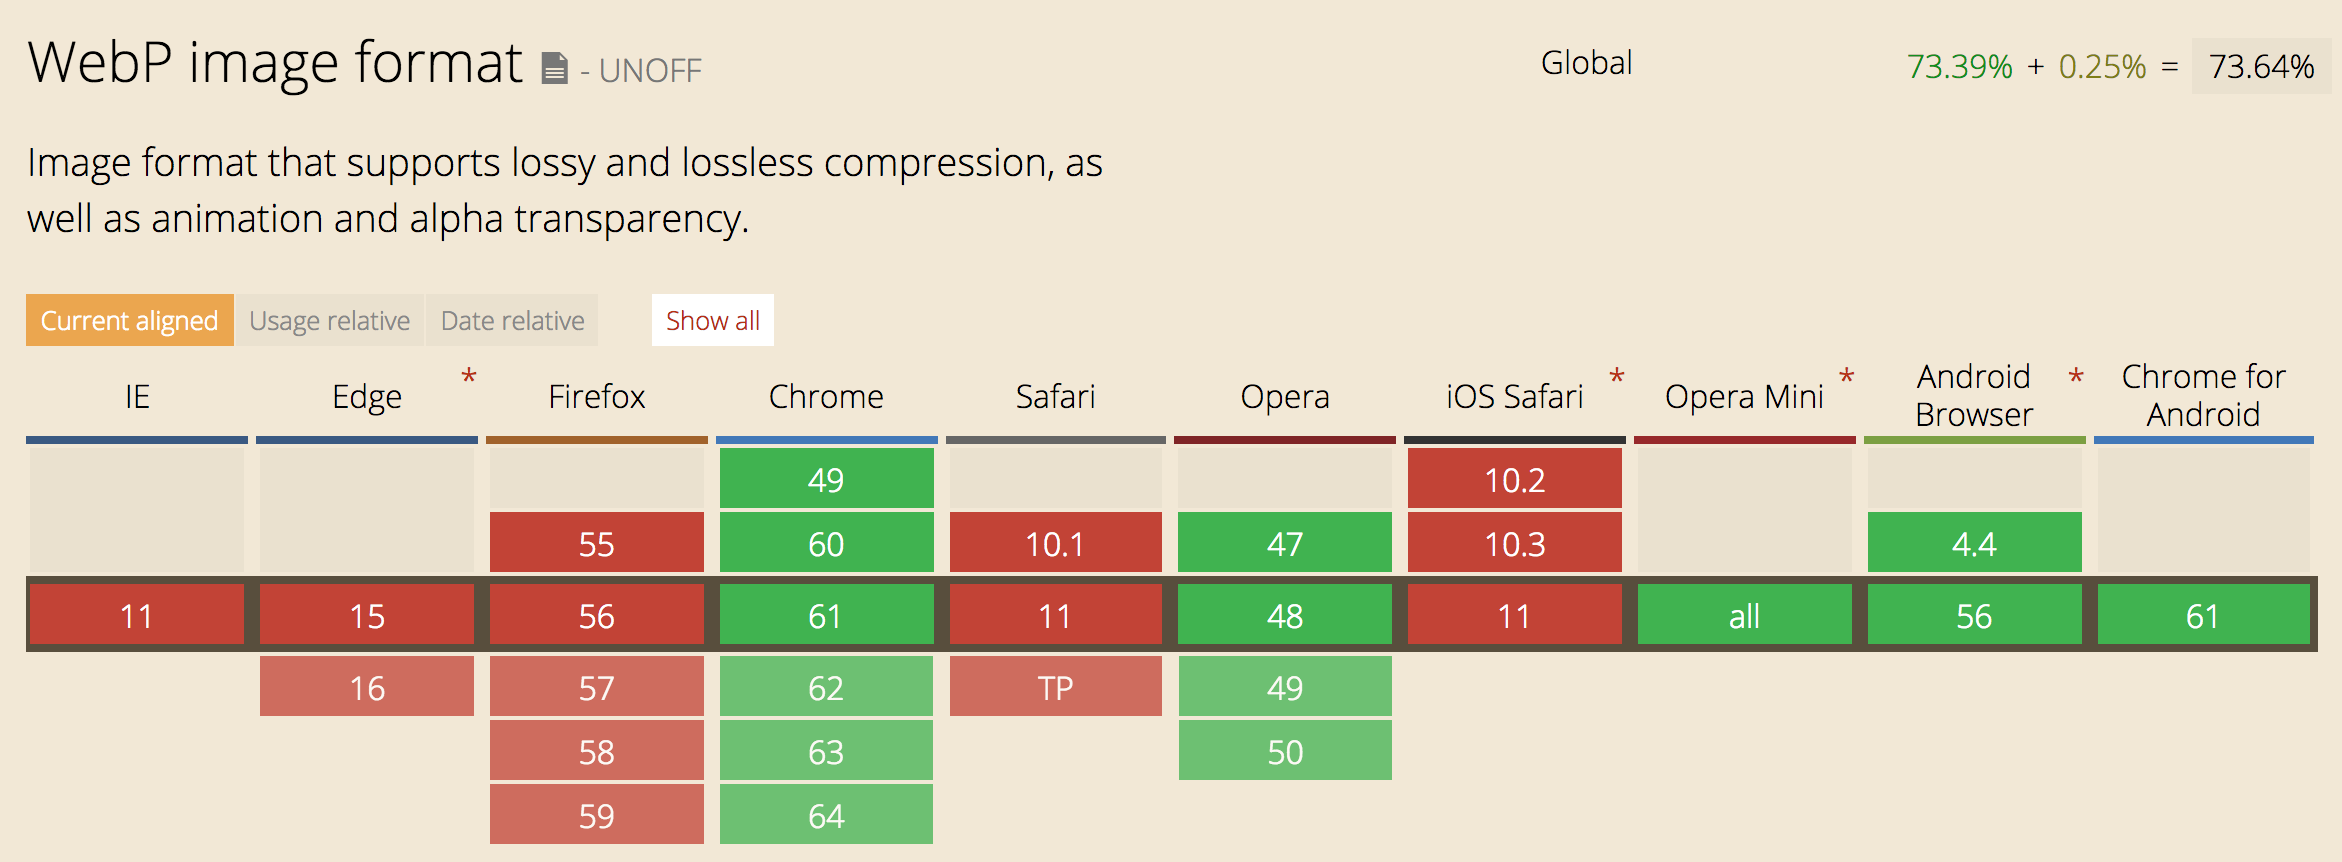 WebP image format - UNOFF
Global
73.39% + 0.25% = 73.64%
Image format that supports lossy and lossless compression, as
well as animation and alpha transparency.
Current aligned Usage relative Date relative Show all
IE Edge * Firefox Chrome Safari Opera iOS Safari * Opera Mini * Android Browser * Chrome for Android
49 10.2
55 60 10.1 47 10.3 4.4
11 15 56 61 11 48 11 all 56 61
16 57 62 TP 49
58 63 50
59 64